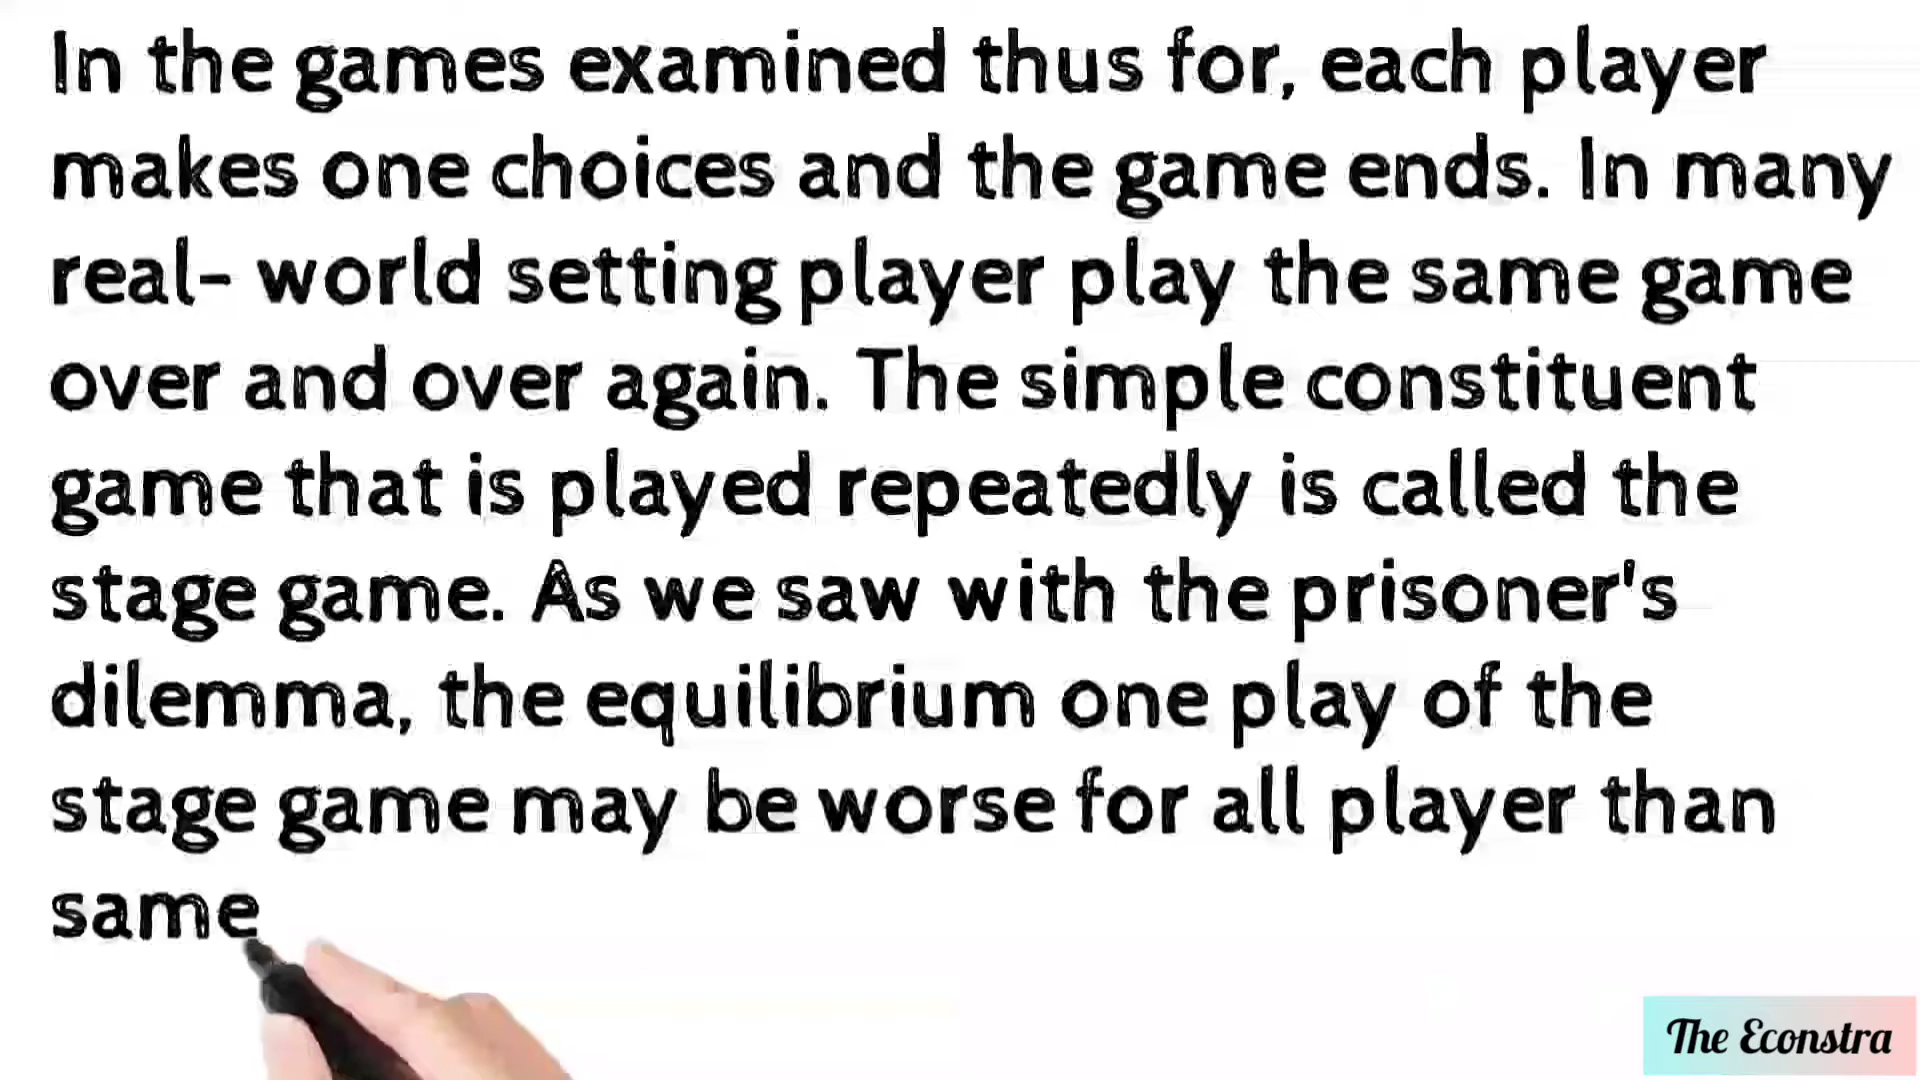 In the games examined thus for, each player
makes one choices and the game ends. In many
real- world setting player play the same game
over and over again. The simple constituent
game that is played repeatedly is called the
stage game. As we saw with the prisoner's
dilemma, the equilibrium one play of the
stage game may be worse for all player than
same
The Econstra